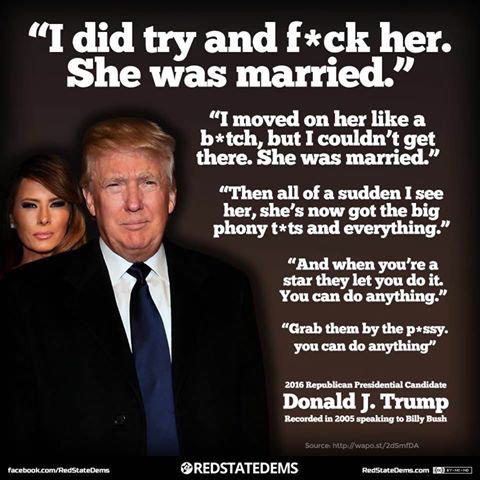 “I did try and f*ck her.
She was married.”
“I moved on her like a
b*tch, but I couldn’t get
there. She was married.”
“Then all of a sudden I see
her, she’s now got the big
phony t*ts and everything.”
“And when you’re a
star they let you do it.
You can do anything.”
“Grab them by the p*ssy.
you can do anything”
2016 Republican Presidential Candidate
Donald J. Trump
Recorded in 2005 speaking to Billy Bush
Source: http://wapo.st/2d5mfDA
facebook.com/RedStateDems
REDSTATEDEMS
RedStateDems.com
BY-NC-ND